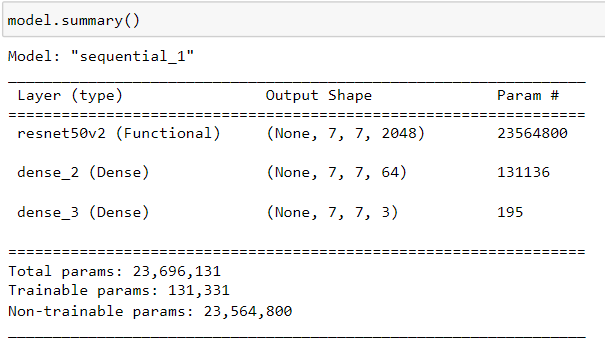 model.summary()
Model: "sequential_1"
Layer (type) Output Shape Param #
resnet50v2 (Functional) (None, 7, 7, 2048) 23564800
dense_2 (Dense) (None, 7, 7, 64) 131136
dense_3 (Dense) (None, 7, 7, 3) 195
Total params: 23,696,131
Trainable params: 131,331
Non-trainable params: 23,564,800